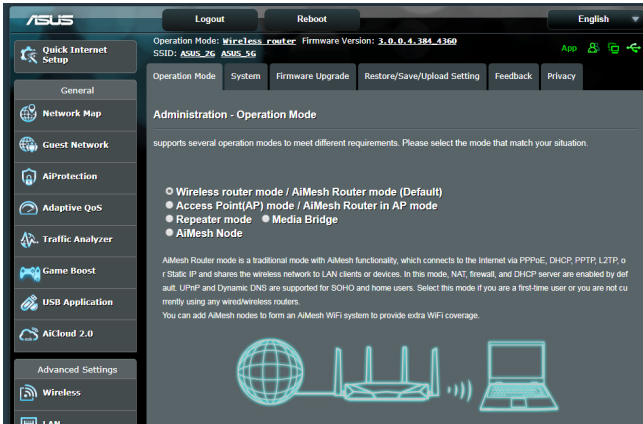 ASUS
Logout
Reboot
English
Quick Internet
Setup
Operation Mode: Wireless router Firmware Version: 3.0.0.4.384_4360
SSID: ASUS_2G ASUS_5G
App
Operation Mode
System
Firmware Upgrade
Restore/Save/Upload Setting
Feedback
Privacy
General
Network Map
Guest Network
AiProtection
Adaptive QoS
Traffic Analyzer
Game Boost
USB Application
AiCloud 2.0
Advanced Settings
Wireless
LAN
Administration - Operation Mode
supports several operation modes to meet different requirements. Please select the mode that match your situation.
Wireless router mode / AiMesh Router mode (Default)
Access Point(AP) mode / AiMesh Router in AP mode
Repeater mode Media Bridge
AiMesh Node
AiMesh Router mode is a traditional mode with AiMesh functionality, which connects to the Internet via PPPoE, DHCP, PPTP, L2TP, o
r Static IP and shares the wireless network to LAN clients or devices. In this mode, NAT, firewall, and DHCP server are enabled by def
ault. UPnP and Dynamic DNS are supported for SOHO and home users. Select this mode if you are a first-time user or you are not cu
rrently using any wired/wireless routers.
You can add AiMesh nodes to form an AiMesh WiFi system to provide extra WiFi coverage.